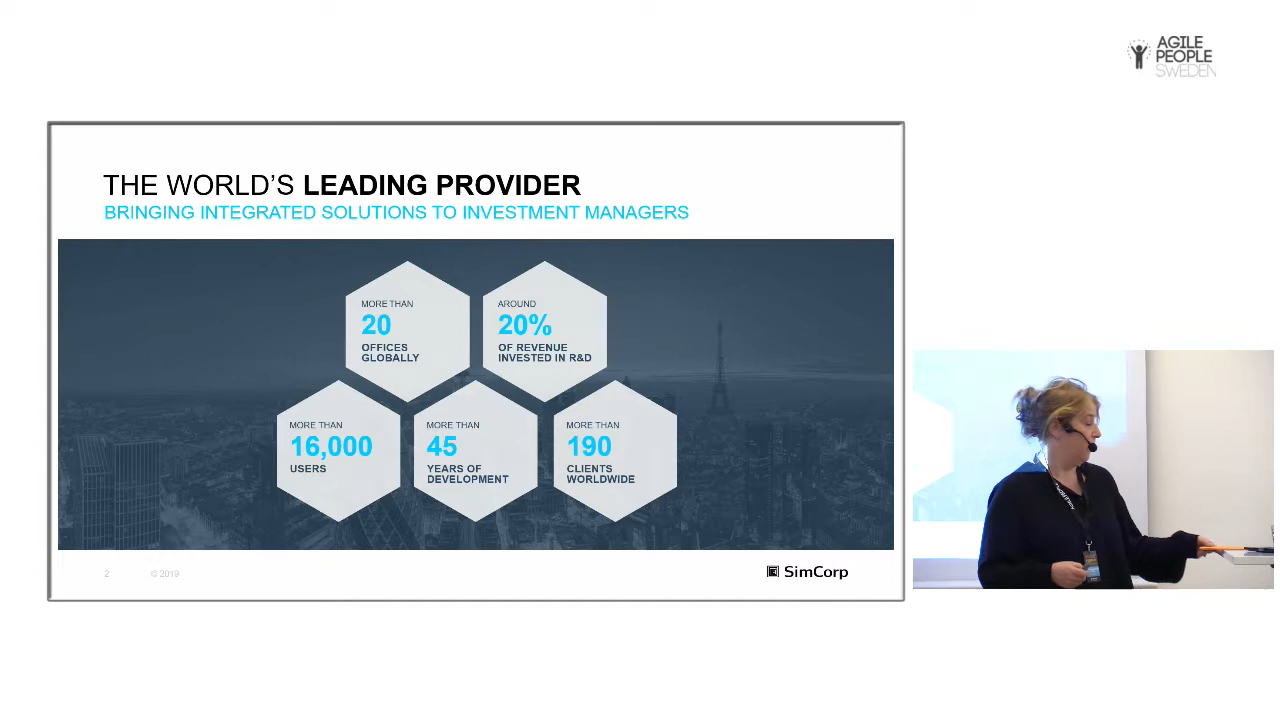 AGILE
PEOPLE
SWEDEN
THE WORLD'S LEADING PROVIDER
BRINGING INTEGRATED SOLUTIONS TO INVESTMENT MANAGERS
MORE THAN
20
OFFICES
GLOBALLY
AROUND
20%
OF REVENUE
INVESTED IN R&D
MORE THAN
16,000
USERS
MORE THAN
45
YEARS OF
DEVELOPMENT
MORE THAN
190
CLIENTS
WORLDWIDE
2 © 2019
SimCorp